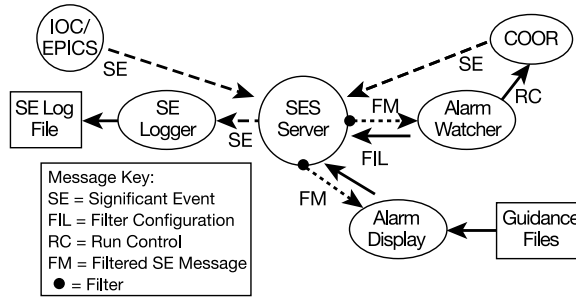 IOC/
EPICS
SE
COOR
SE
SE Log
File
SE
Logger
SE
SES
Server
FM
FIL
Alarm
Watcher
RC
FM
Alarm
Display
Guidance
Files
Message Key:
SE = Significant Event
FIL = Filter Configuration
RC = Run Control
FM = Filtered SE Message
= Filter